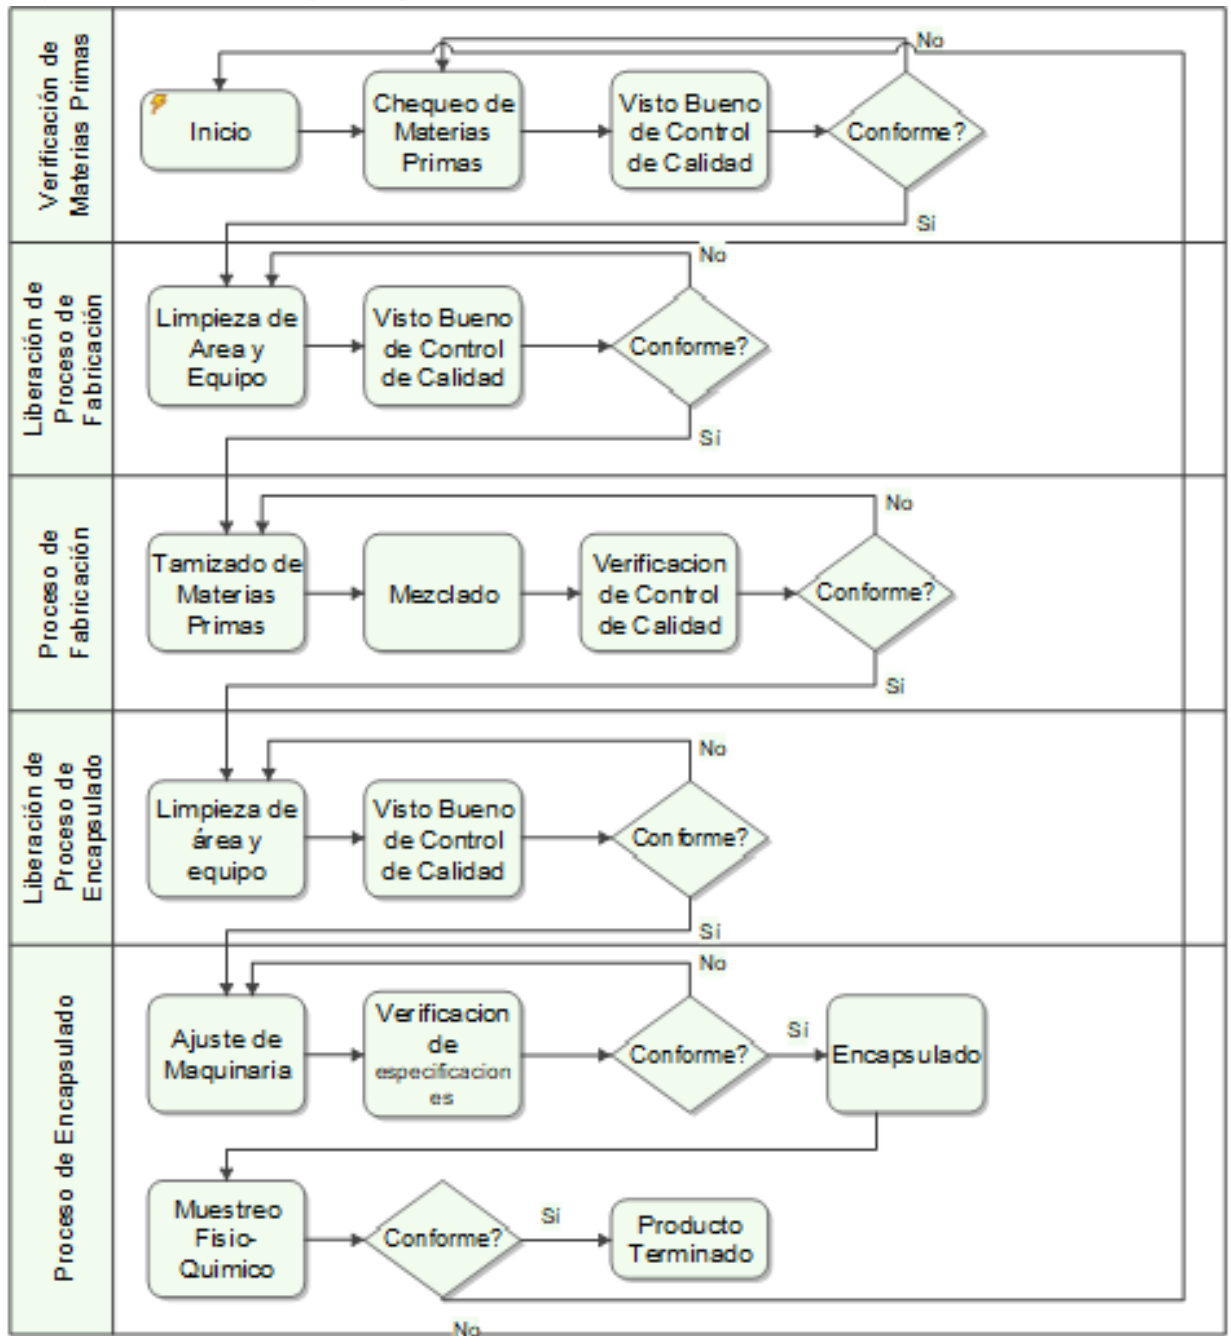 Verificación de
Materias Primas
Inicio
Chequeo de
Materias
Primas
Visto Bueno
de Control
de Calidad
Conforme?
No
Si
Liberación de
Proceso de
Fabricación
Limpieza de
Area y
Equipo
Visto Bueno
de Control
de Calidad
Conforme?
No
Si
Proceso de
Fabricación
Tamizado de
Materias
Primas
Mezclado
Verificacion
de Control
de Calidad
Conforme?
No
Si
Liberación de
Proceso de
Encapsulado
Limpieza de
área y
equipo
Visto Bueno
de Control
de Calidad
Conforme?
No
Si
Proceso de Encapsulado
Ajuste de
Maquinaria
Verificacion
de
especificacion
es
Conforme?
No
Si
Encapsulado
Muestreo
Fisio-
Quimico
Conforme?
Si
Producto
Terminado
No